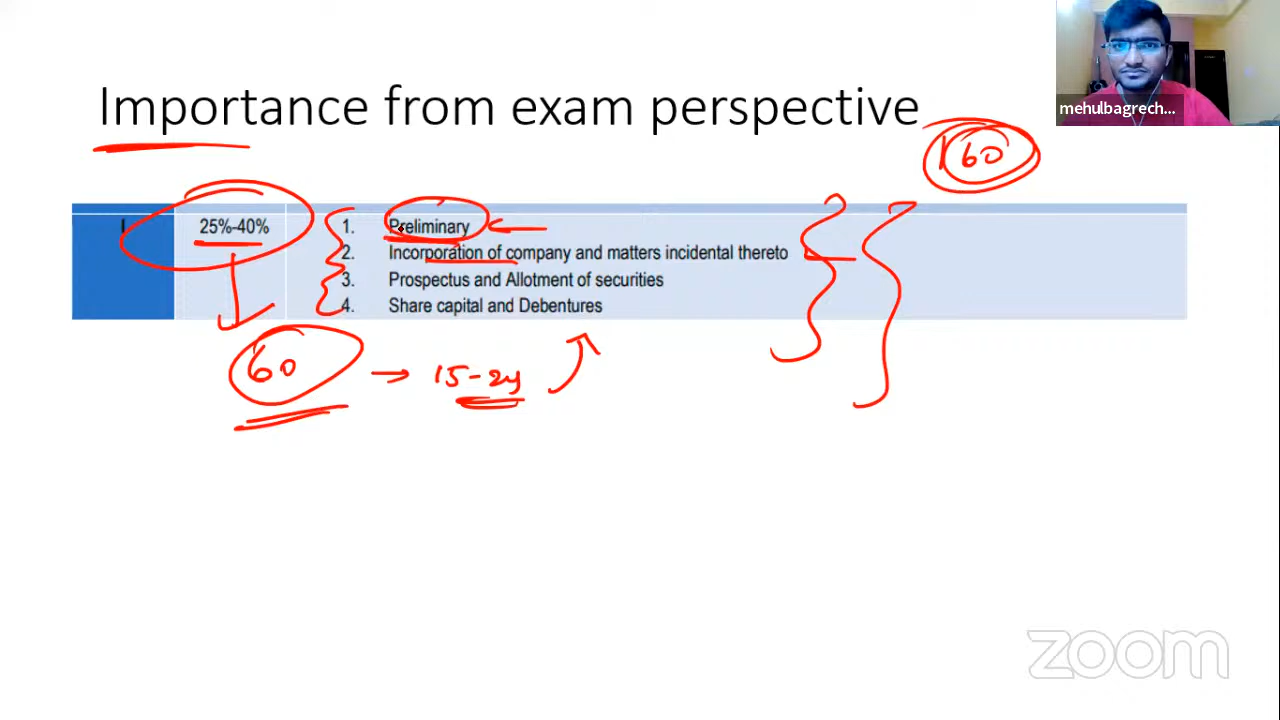 mehulbagrech...
Importance from exam perspective
60
I 25%-40% 1. Preliminary
2. Incorporation of company and matters incidental thereto
3. Prospectus and Allotment of securities
4. Share capital and Debentures
60 → 15-24
zoom